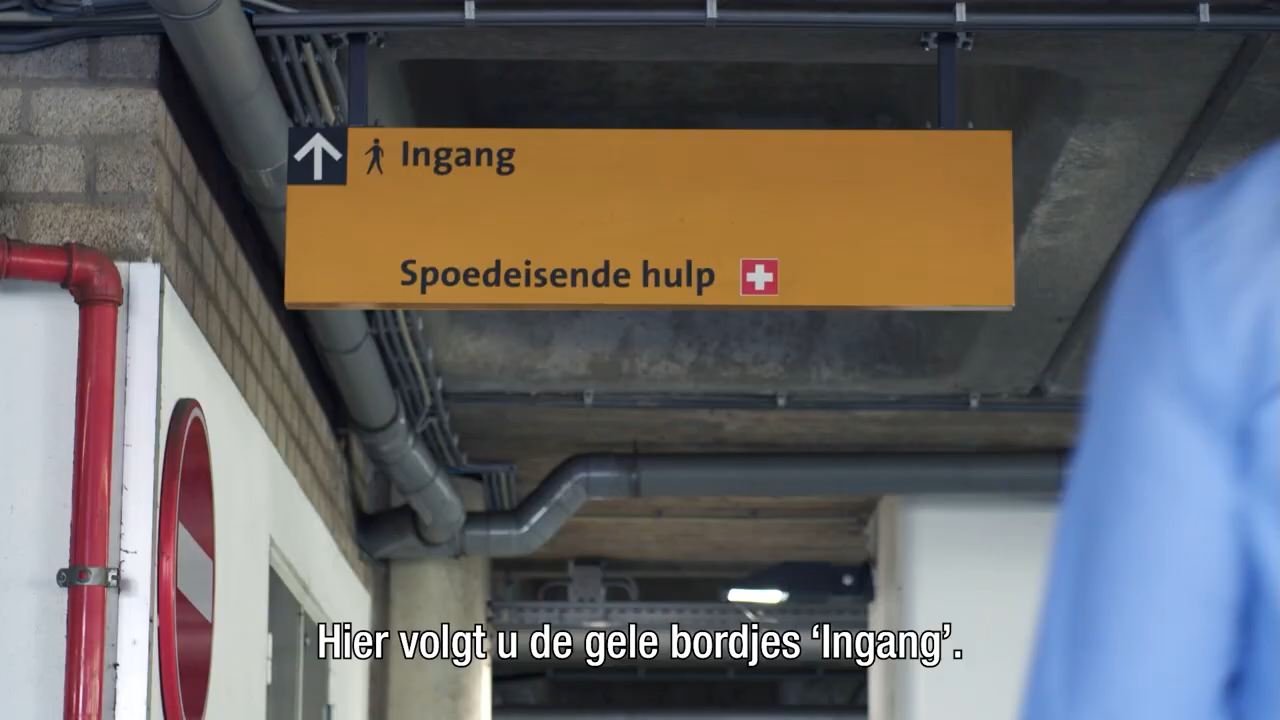 Ingang
Spoedeisende hulp
Hier volgt u de gele bordjes ‘Ingang’.